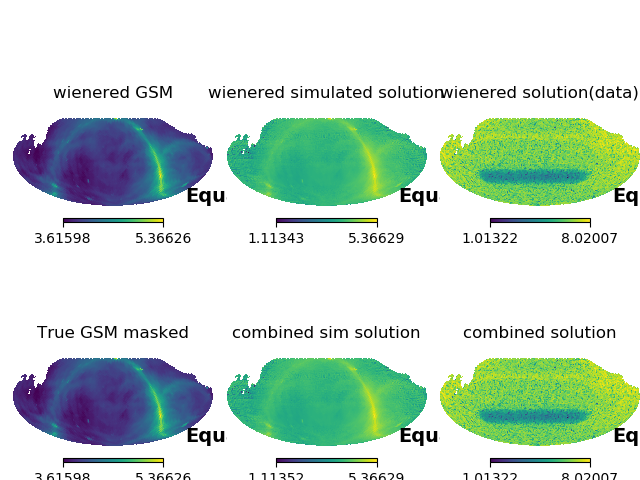 wienered GSM
wienered simulated solution
wienered solution(data)
Equ
Equ
Eq
3.61598 5.36626
1.11343 5.36629
1.01322 8.02007
True GSM masked
combined sim solution
combined solution
Equ
Equ
Eq
3.61598 5.36626
1.11352 5.36629
1.01322 8.02007